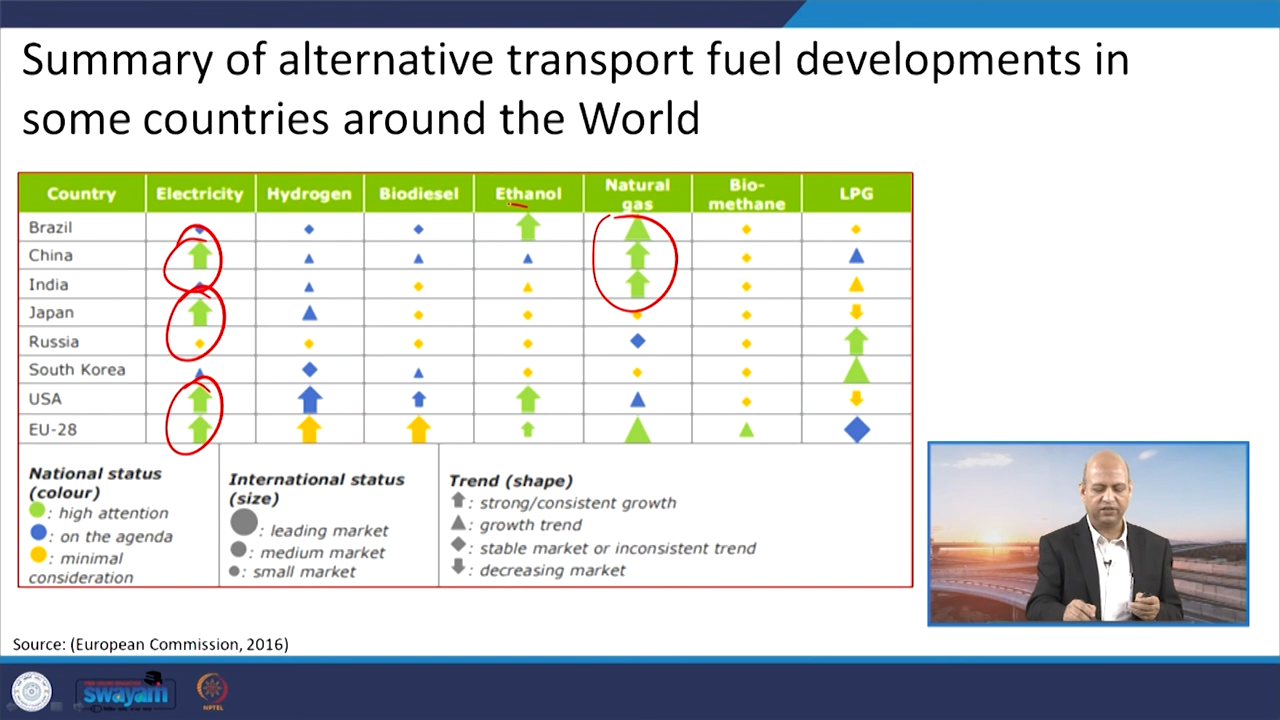 Summary of alternative transport fuel developments in
some countries around the World
Country Electricity Hydrogen Biodiesel Ethanol Natural gas Bio-methane LPG
Brazil
China
India
Japan
Russia
South Korea
USA
EU-28
National status
(colour)
: high attention
: on the agenda
: minimal
consideration
International status
(size)
: leading market
: medium market
: small market
Trend (shape)
: strong/consistent growth
: growth trend
: stable market or inconsistent trend
: decreasing market
Source: (European Commission, 2016)
swayam
NPTEL